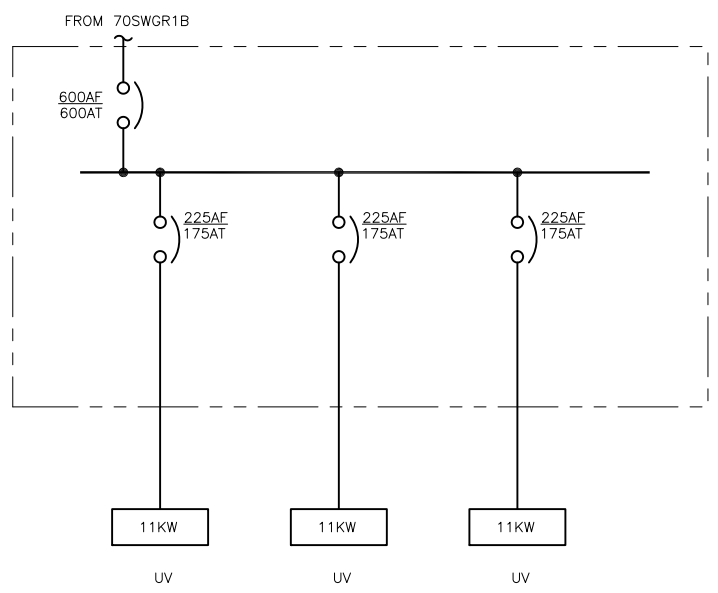 FROM 70SWGR1B
600AF
600AT
225AF
175AT
225AF
175AT
225AF
175AT
11KW
11KW
11KW
UV
UV
UV